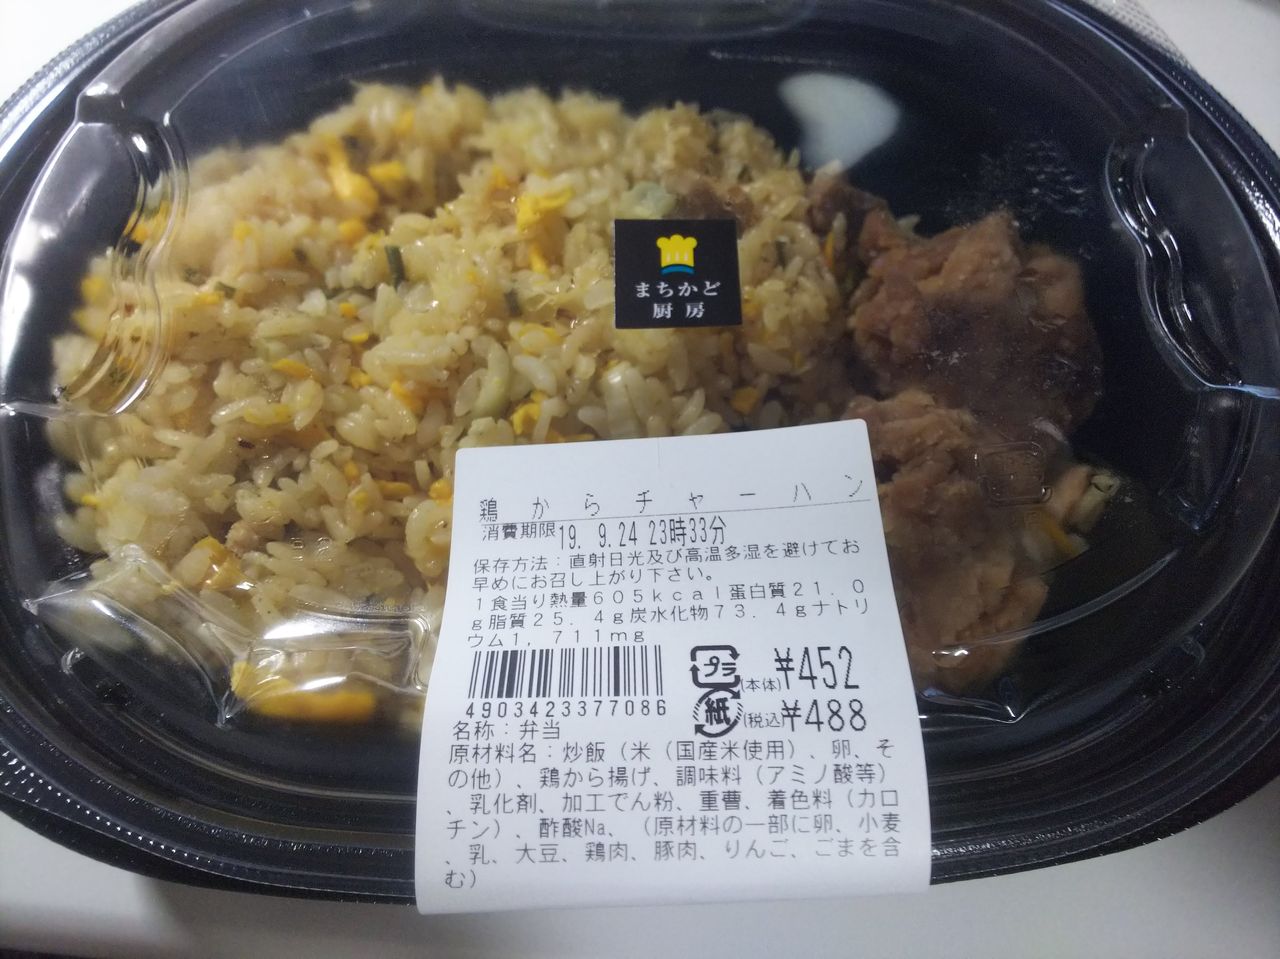 まちかど
厨房
鶏からチャーハン
消費期限19. 9.24 23時33分
保存方法：直射日光及び高温多湿を避けてお
早めにお召し上がり下さい。
1食当り熱量605kcal蛋白質21.0
g脂質25.4g炭水化物73.4gナトリ
ウム1,711mg
プラ
(本体)¥452
4903423377086
紙
(税込)¥488
名称：弁当
原材料名：炒飯（米（国産米使用）、卵、そ
の他）、鶏から揚げ、調味料（アミノ酸等）
、乳化剤、加工でん粉、重曹、着色料（カロ
チン）、酢酸Na、（原材料の一部に卵、小麦
、乳、大豆、鶏肉、豚肉、りんご、ごまを含
む）